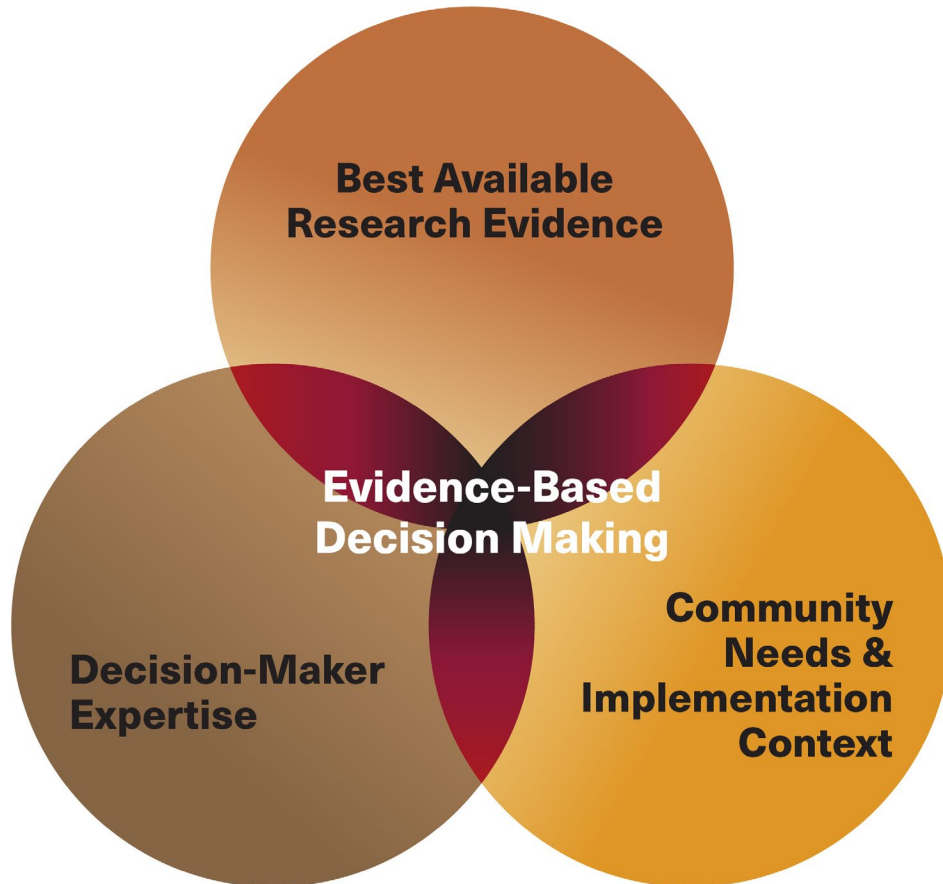 Best Available
Research Evidence
Evidence-Based
Decision Making
Decision-Maker
Expertise
Community
Needs &
Implementation
Context